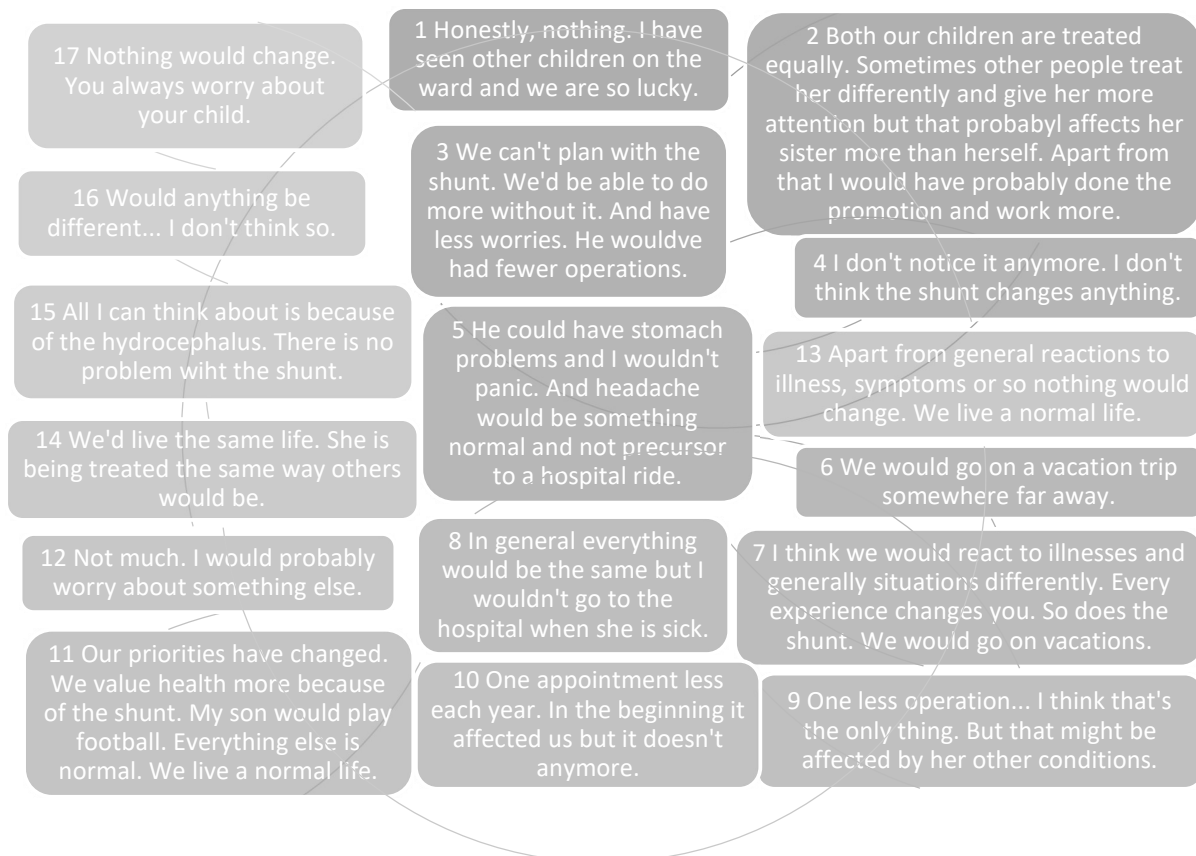 1 Honestly, nothing. I have
seen other children on the
ward and we are so lucky.
2 Both our children are treated
equally. Sometimes other people treat
her differently and give her more
attention but that probabyl affects her
sister more than herself. Apart from
that I would have probably done the
promotion and work more.
3 We can't plan with the
shunt. We'd be able to do
more without it. And have
less worries. He wouldve
had fewer operations.
4 I don't notice it anymore. I don't
think the shunt changes anything.
5 He could have stomach
problems and I wouldn't
panic. And headache
would be something
normal and not precursor
to a hospital ride.
13 Apart from general reactions to
illness, symptoms or so nothing would
change. We live a normal life.
6 We would go on a vacation trip
somewhere far away.
7 I think we would react to illnesses and
generally situations differently. Every
experience changes you. So does the
shunt. We would go on vacations.
8 In general everything
would be the same but I
wouldn't go to the
hospital when she is sick.
9 One less operation... I think that's
the only thing. But that might be
affected by her other conditions.
10 One appointment less
each year. In the beginning it
affected us but it doesn't
anymore.
11 Our priorities have changed.
We value health more because
of the shunt. My son would play
football. Everything else is
normal. We live a normal life.
12 Not much. I would probably
worry about something else.
14 We'd live the same life. She is
being treated the same way others
would be.
15 All I can think about is because
of the hydrocephalus. There is no
problem wiht the shunt.
16 Would anything be
different... I don't think so.
17 Nothing would change.
You always worry about
your child.